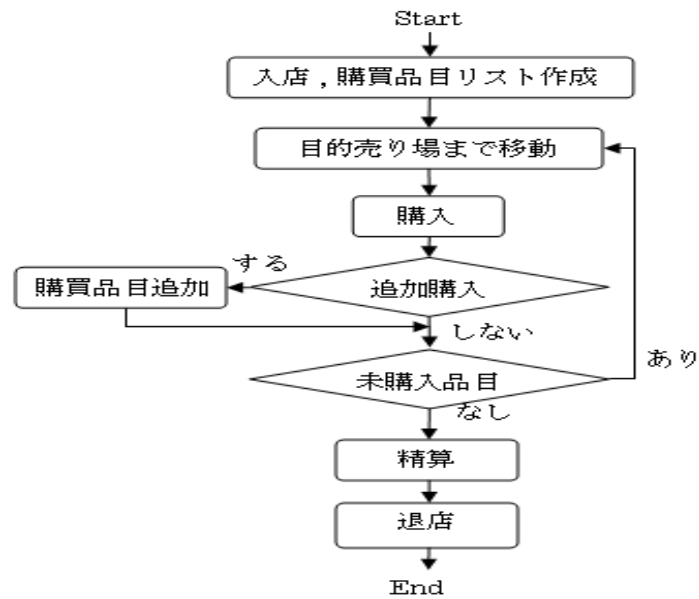 Start
入店,購買品目リスト作成
目的売り場まで移動
購入
する
購買品目追加
追加購入
しない
あり
未購入品目
なし
精算
退店
End